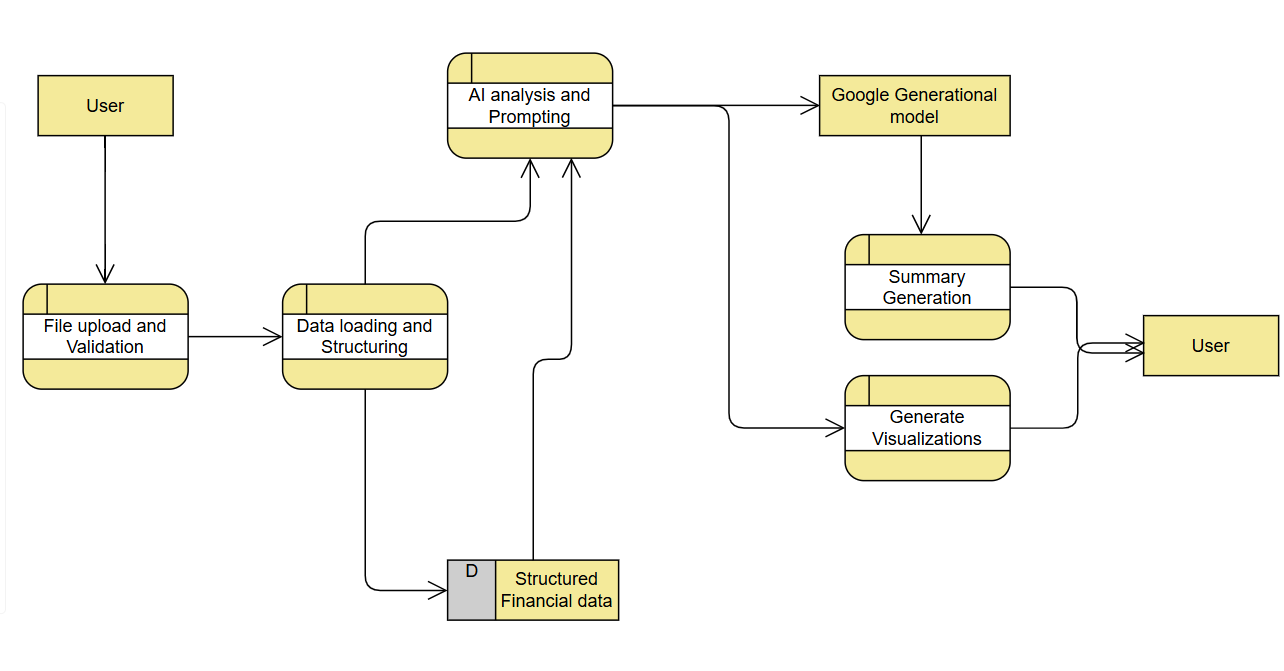 User
AI analysis and
Prompting
Google Generational
model
File upload and
Validation
Data loading and
Structuring
Summary
Generation
User
Generate
Visualizations
D
Structured
Financial data